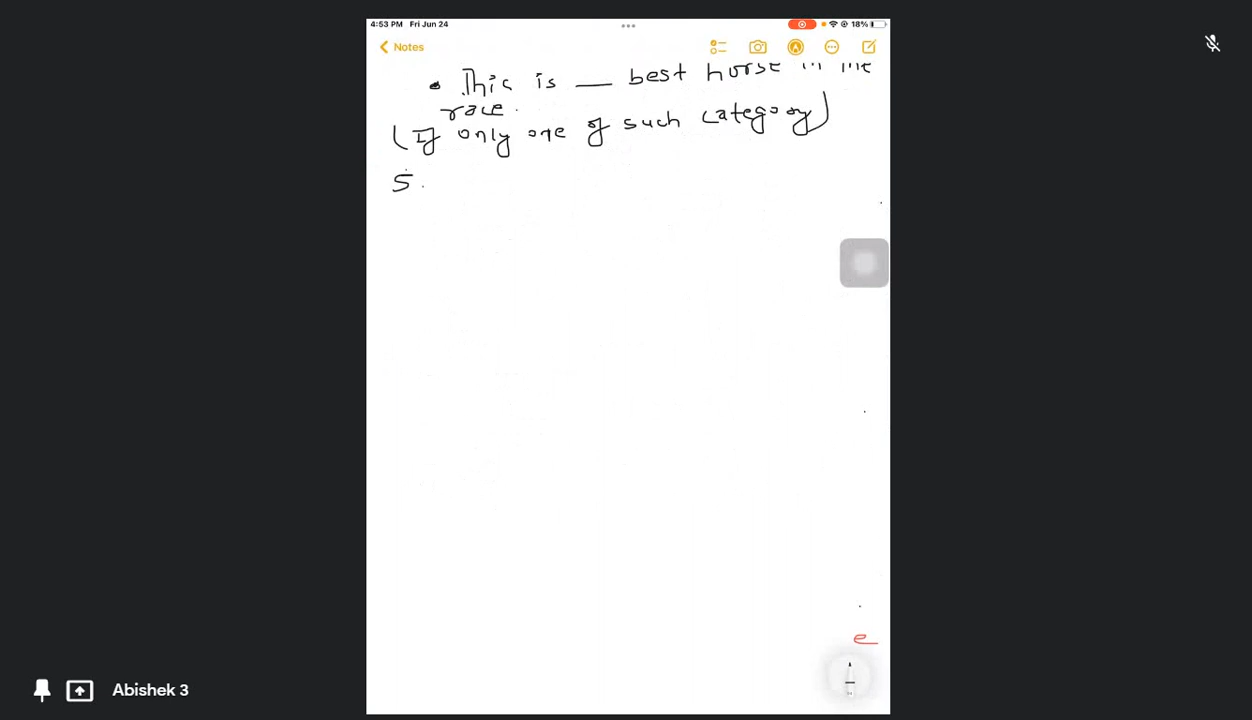 4:53 PM Fri Jun 24
18%
Notes
• This is __ best horse in the
race.
(If only one of such category)
5.
e
Abishek 3